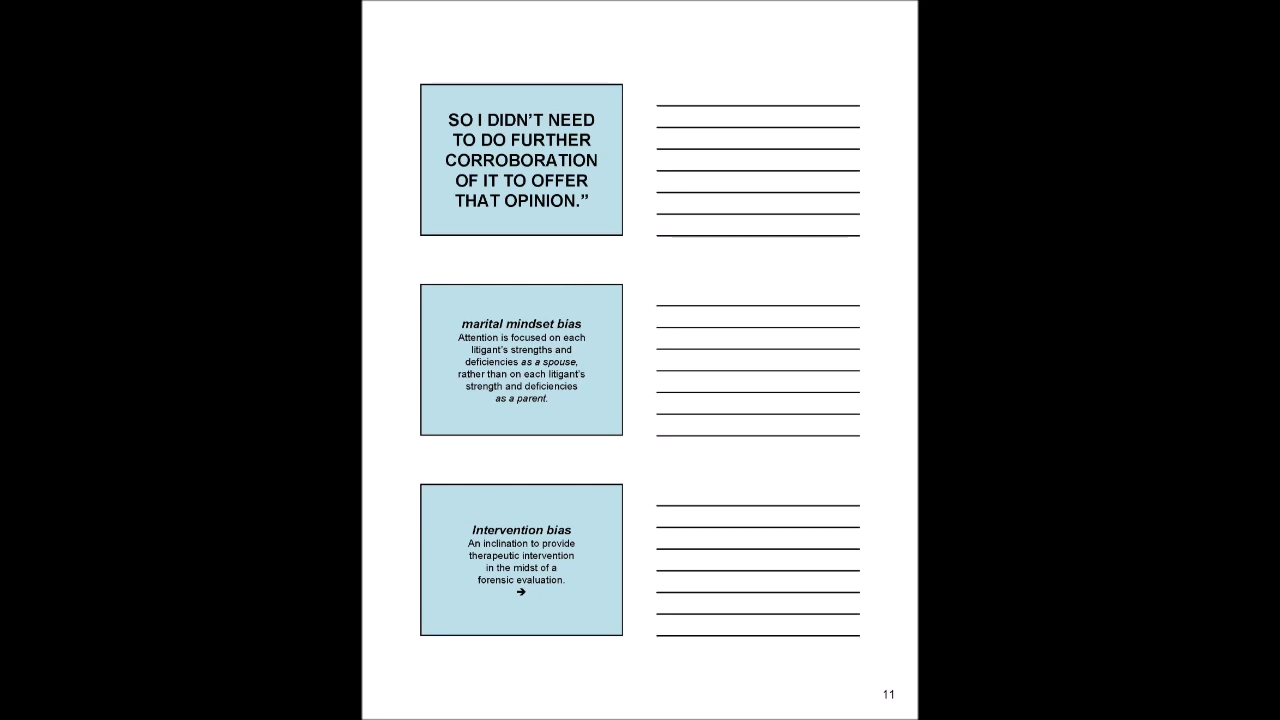 SO I DIDN’T NEED
TO DO FURTHER
CORROBORATION
OF IT TO OFFER
THAT OPINION.”
marital mindset bias
Attention is focused on each
litigant’s strengths and
deficiencies as a spouse,
rather than on each litigant’s
strength and deficiencies
as a parent.
Intervention bias
An inclination to provide
therapeutic intervention
in the midst of a
forensic evaluation.
➔
11